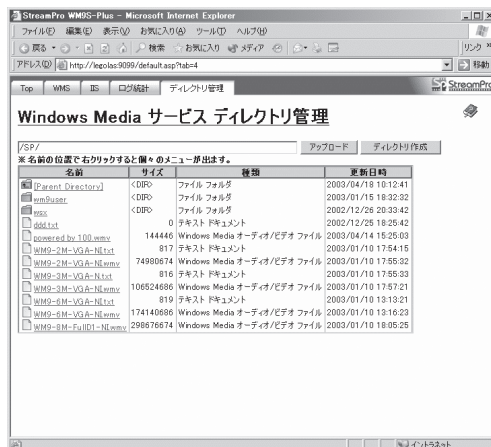 StreamPro WM9S-Plus - Microsoft Internet Explorer
ファイル(F) 編集(E) 表示(V) お気に入り(A) ツール(T) ヘルプ(H)
戻る 検索 お気に入り メディア リンク
アドレス(D) http://legolas:9099/default.asp?tab=4 移動
Top WMS IIS ログ統計 ディレクトリ管理 StreamPro
Windows Media サービス ディレクトリ管理
/SP/ アップロード ディレクトリ作成
※ 名前の位置で右クリックすると個々のメニューが出ます。
名前 サイズ 種類 更新日時
[Parent Directory] <DIR> ファイル フォルダ 2003/04/18 10:12:41
wm9user <DIR> ファイル フォルダ 2003/01/15 18:32:32
wsx <DIR> ファイル フォルダ 2002/12/26 20:33:42
ddd.txt 0 テキスト ドキュメント 2002/12/25 18:25:42
powered by 100.wmv 144446 Windows Media オーディオ/ビデオ ファイル 2003/04/14 15:25:03
WM9-2M-VGA-NI.txt 817 テキスト ドキュメント 2003/01/10 17:54:15
WM9-2M-VGA-NI.wmv 74980674 Windows Media オーディオ/ビデオ ファイル 2003/01/10 17:55:32
WM9-3M-VGA-N.txt 816 テキスト ドキュメント 2003/01/10 17:55:33
WM9-3M-VGA-NI.wmv 106524686 Windows Media オーディオ/ビデオ ファイル 2003/01/10 17:57:21
WM9-6M-VGA-NI.txt 819 テキスト ドキュメント 2003/01/10 13:13:21
WM9-6M-VGA-NI.wmv 174140686 Windows Media オーディオ/ビデオ ファイル 2003/01/10 13:16:23
WM9-8M-FullD1-NI.wmv 298676674 Windows Media オーディオ/ビデオ ファイル 2003/01/10 18:05:25
イントラネット